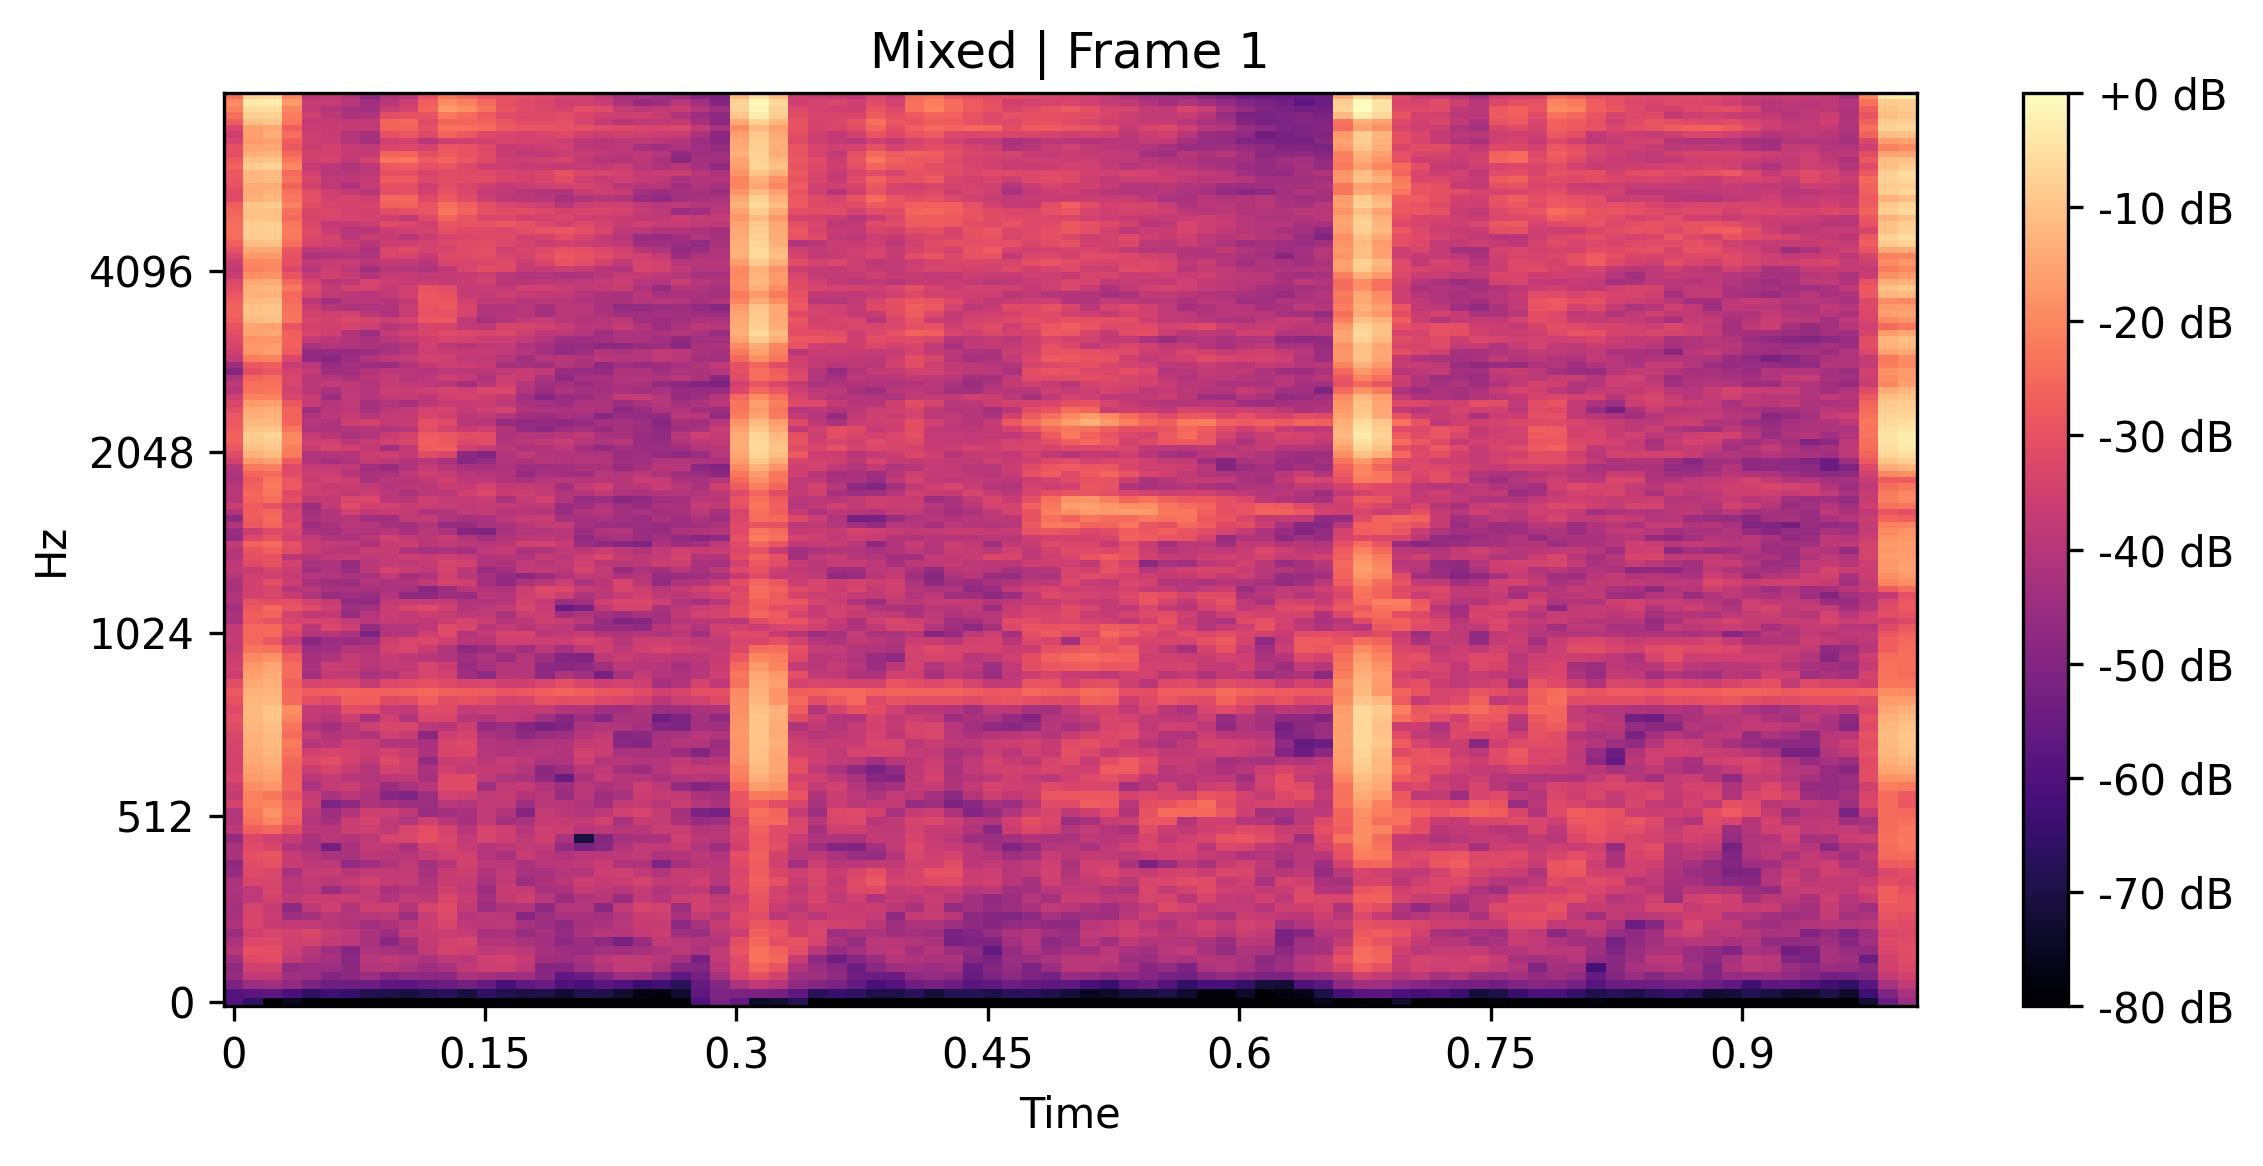 Mixed | Frame 1
+0 dB
-10 dB
-20 dB
-30 dB
-40 dB
-50 dB
-60 dB
-70 dB
-80 dB
Hz
4096
2048
1024
512
0
0 0.15 0.3 0.45 0.6 0.75 0.9
Time